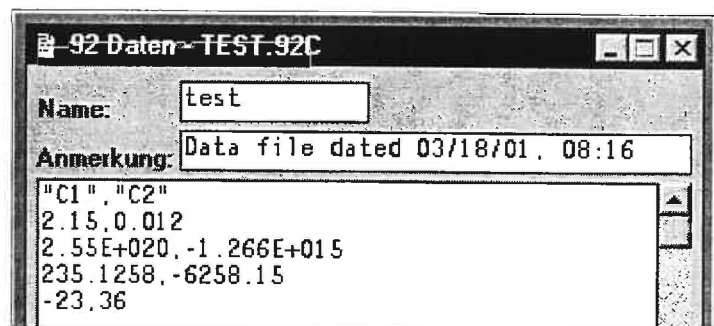 92 Daten - TEST.92C
Name: test
Anmerkung: Data file dated 03/18/01, 08:16
"C1","C2"
2.15,0.012
2.55E+020,-1.266E+015
235.1258,-6258.15
-23,36